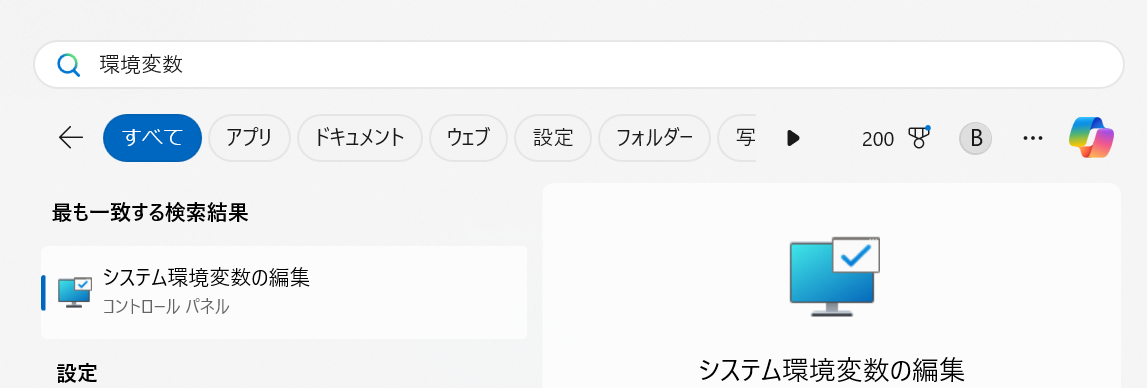 環境変数
すべて アプリ ドキュメント ウェブ 設定 フォルダー 写 200 B
最も一致する検索結果
システム環境変数の編集
コントロール パネル
設定
システム環境変数の編集